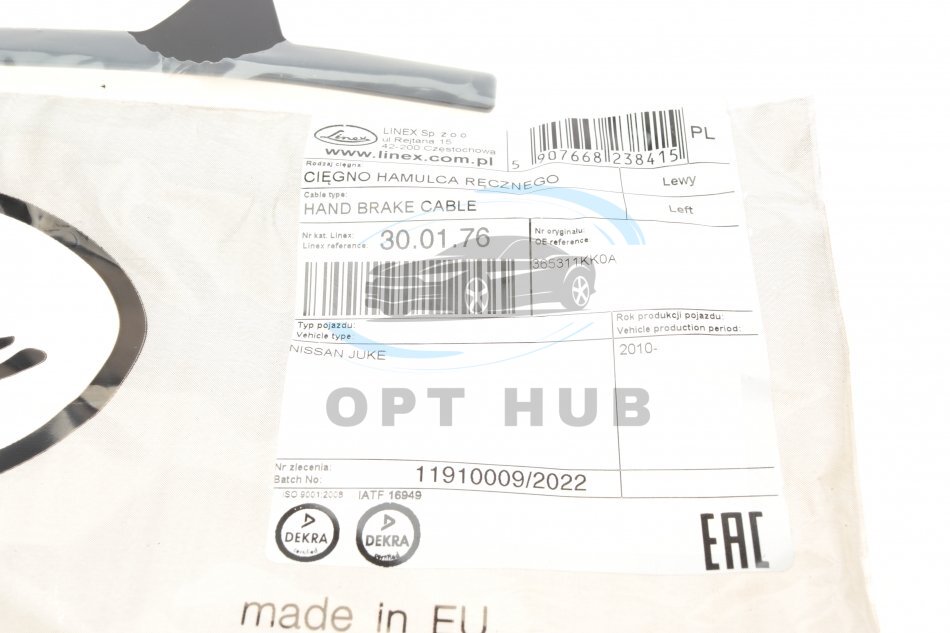 Linex
LINEX Sp. z o.o
ul Rejtana 15
42-200 Częstochowa
www.linex.com.pl
5 907668 238415
PL
Rodzaj cięgna
CIĘGNO HAMULCA RĘCZNEGO
Lewy
Cable type:
HAND BRAKE CABLE
Left
Nr kat. Linex:
Linex reference:
30.01.76
Nr oryginału:
OE reference
365311KK0A
Typ pojazdu:
Vehicle type
Rok produkcji pojazdu:
Vehicle production period:
NISSAN JUKE
2010-
OPT HUB
Nr zlecenia:
Batch No:
11910009/2022
ISO 9001:2008
IATF 16949
DEKRA
certified
DEKRA
certified
EAC
made in EU